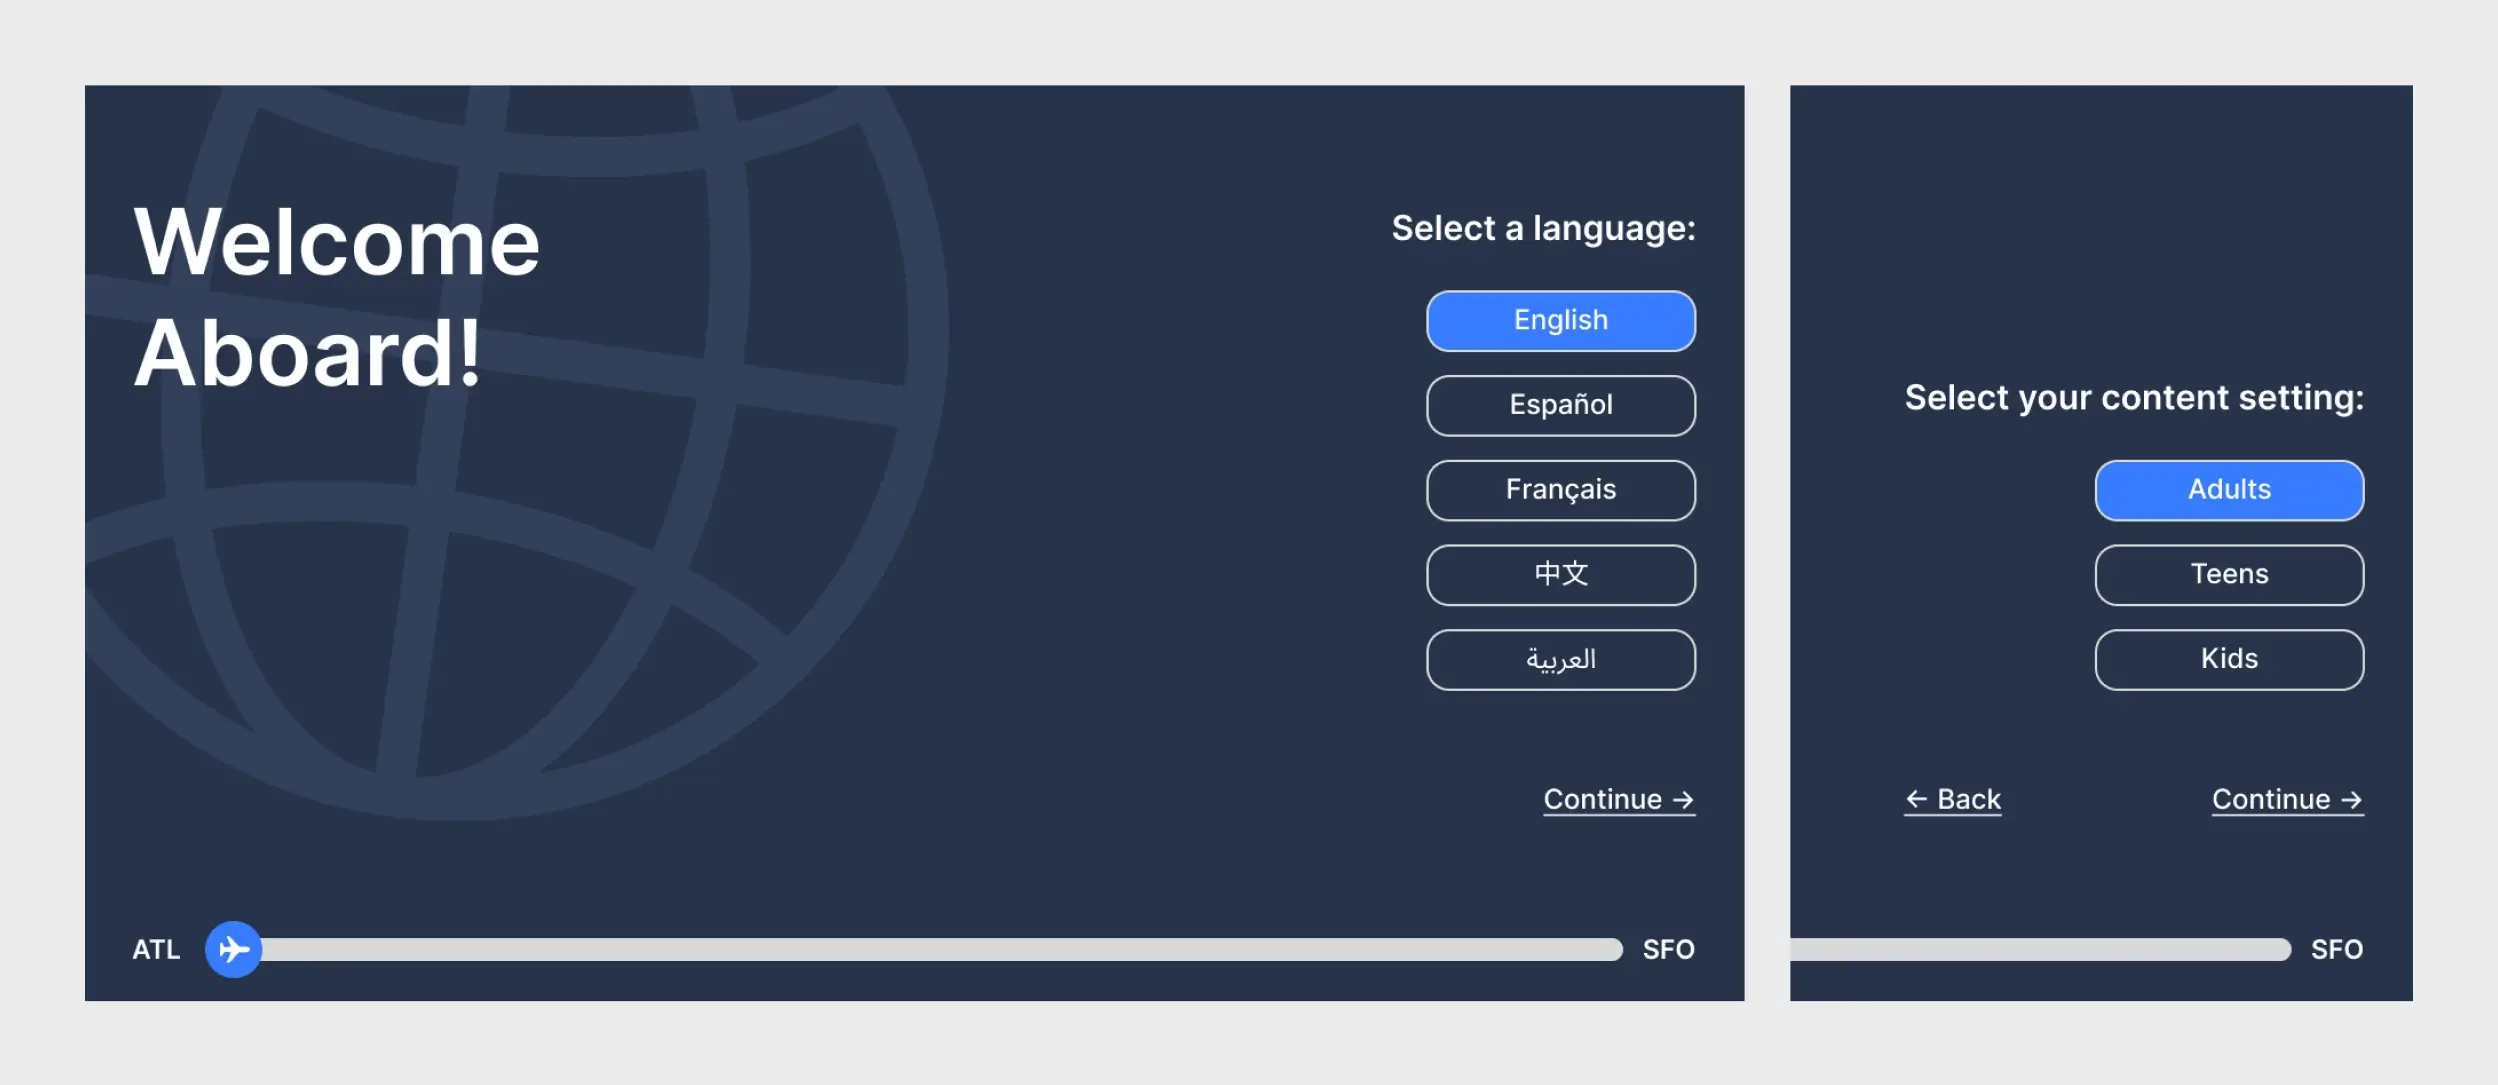 Welcome
Aboard!
Select a language:
English
Español
Français
中文
العربية
Continue →
ATL
SFO
Select your content setting:
Adults
Teens
Kids
← Back
Continue →
SFO